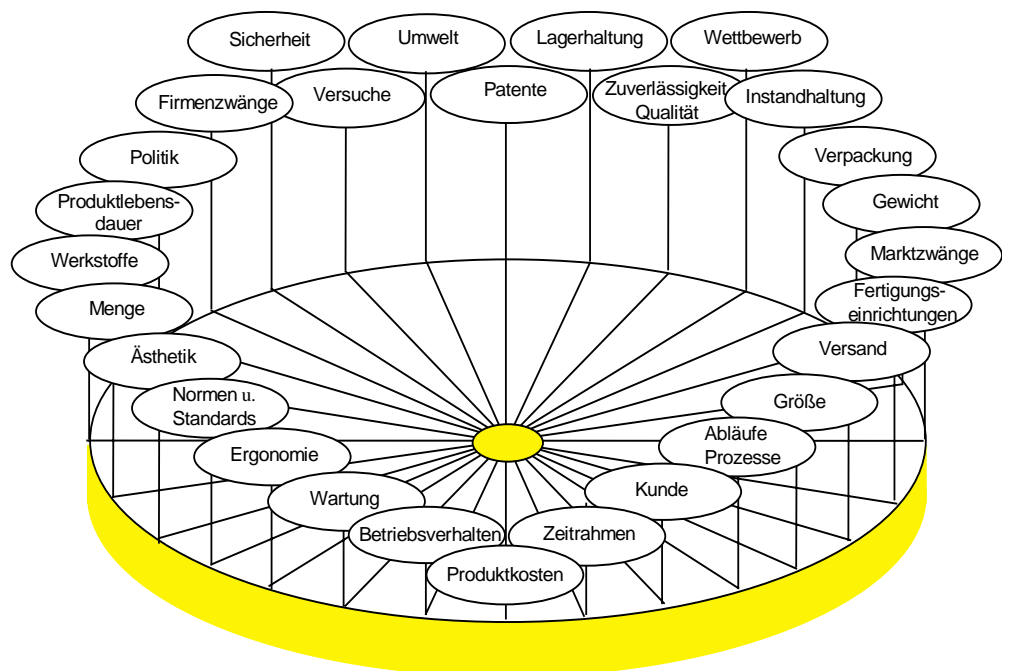 Sicherheit
Umwelt
Lagerhaltung
Wettbewerb
Firmenzwänge
Versuche
Patente
Zuverlässigkeit
Qualität
Instandhaltung
Politik
Verpackung
Produktlebens-
dauer
Gewicht
Werkstoffe
Marktzwänge
Menge
Fertigungs-
einrichtungen
Ästhetik
Versand
Normen u.
Standards
Größe
Ergonomie
Abläufe
Prozesse
Wartung
Kunde
Betriebsverhalten
Zeitrahmen
Produktkosten